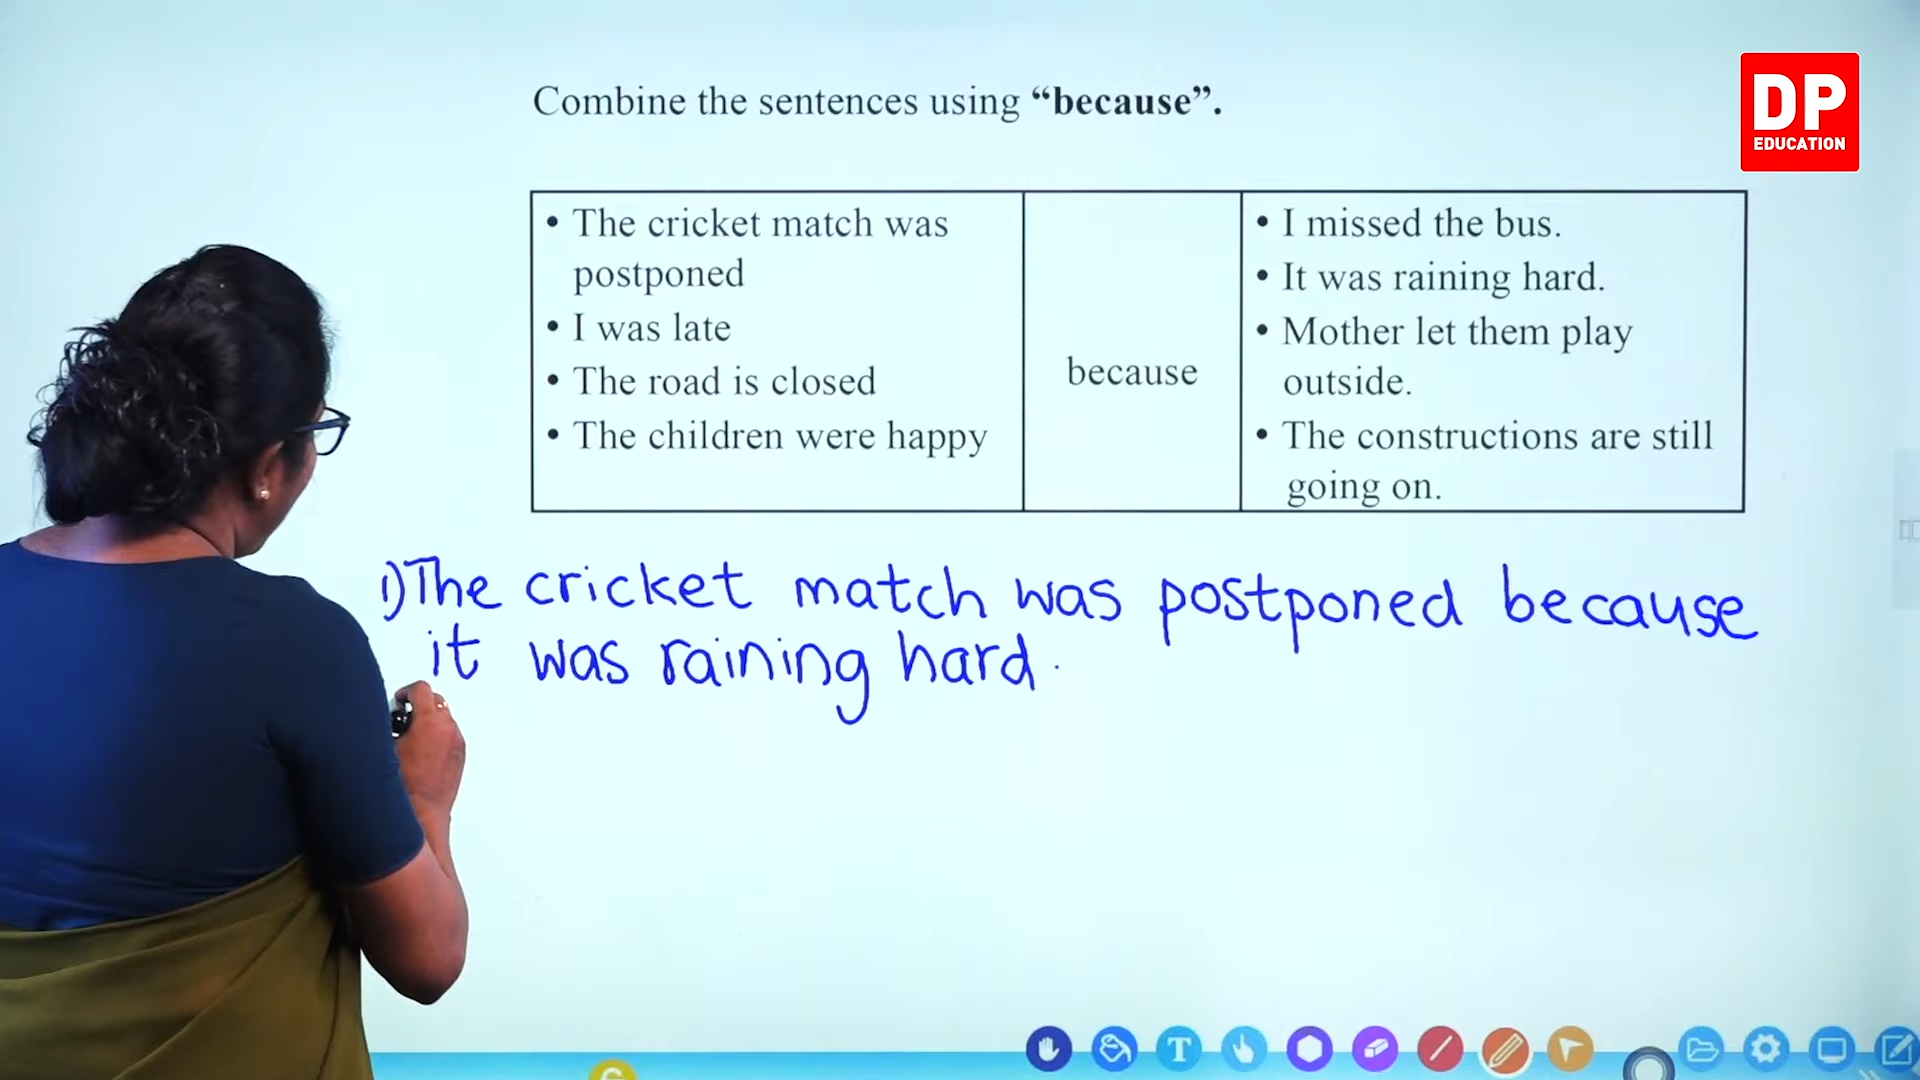 DP
EDUCATION
Combine the sentences using “because”.
• The cricket match was
postponed
• I was late
• The road is closed
• The children were happy
because
• I missed the bus.
• It was raining hard.
• Mother let them play
outside.
• The constructions are still
going on.
1) The cricket match was postponed because
it was raining hard.
T